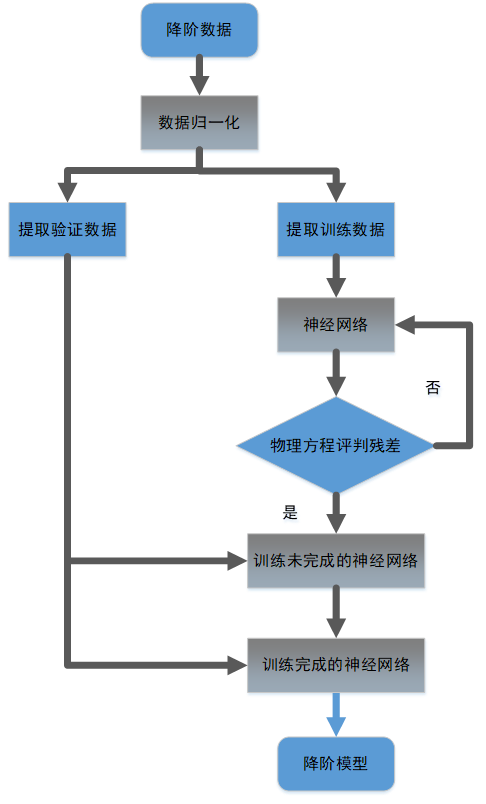 降阶数据
数据归一化
提取验证数据
提取训练数据
神经网络
否
物理方程评判残差
是
训练未完成的神经网络
训练完成的神经网络
降阶模型